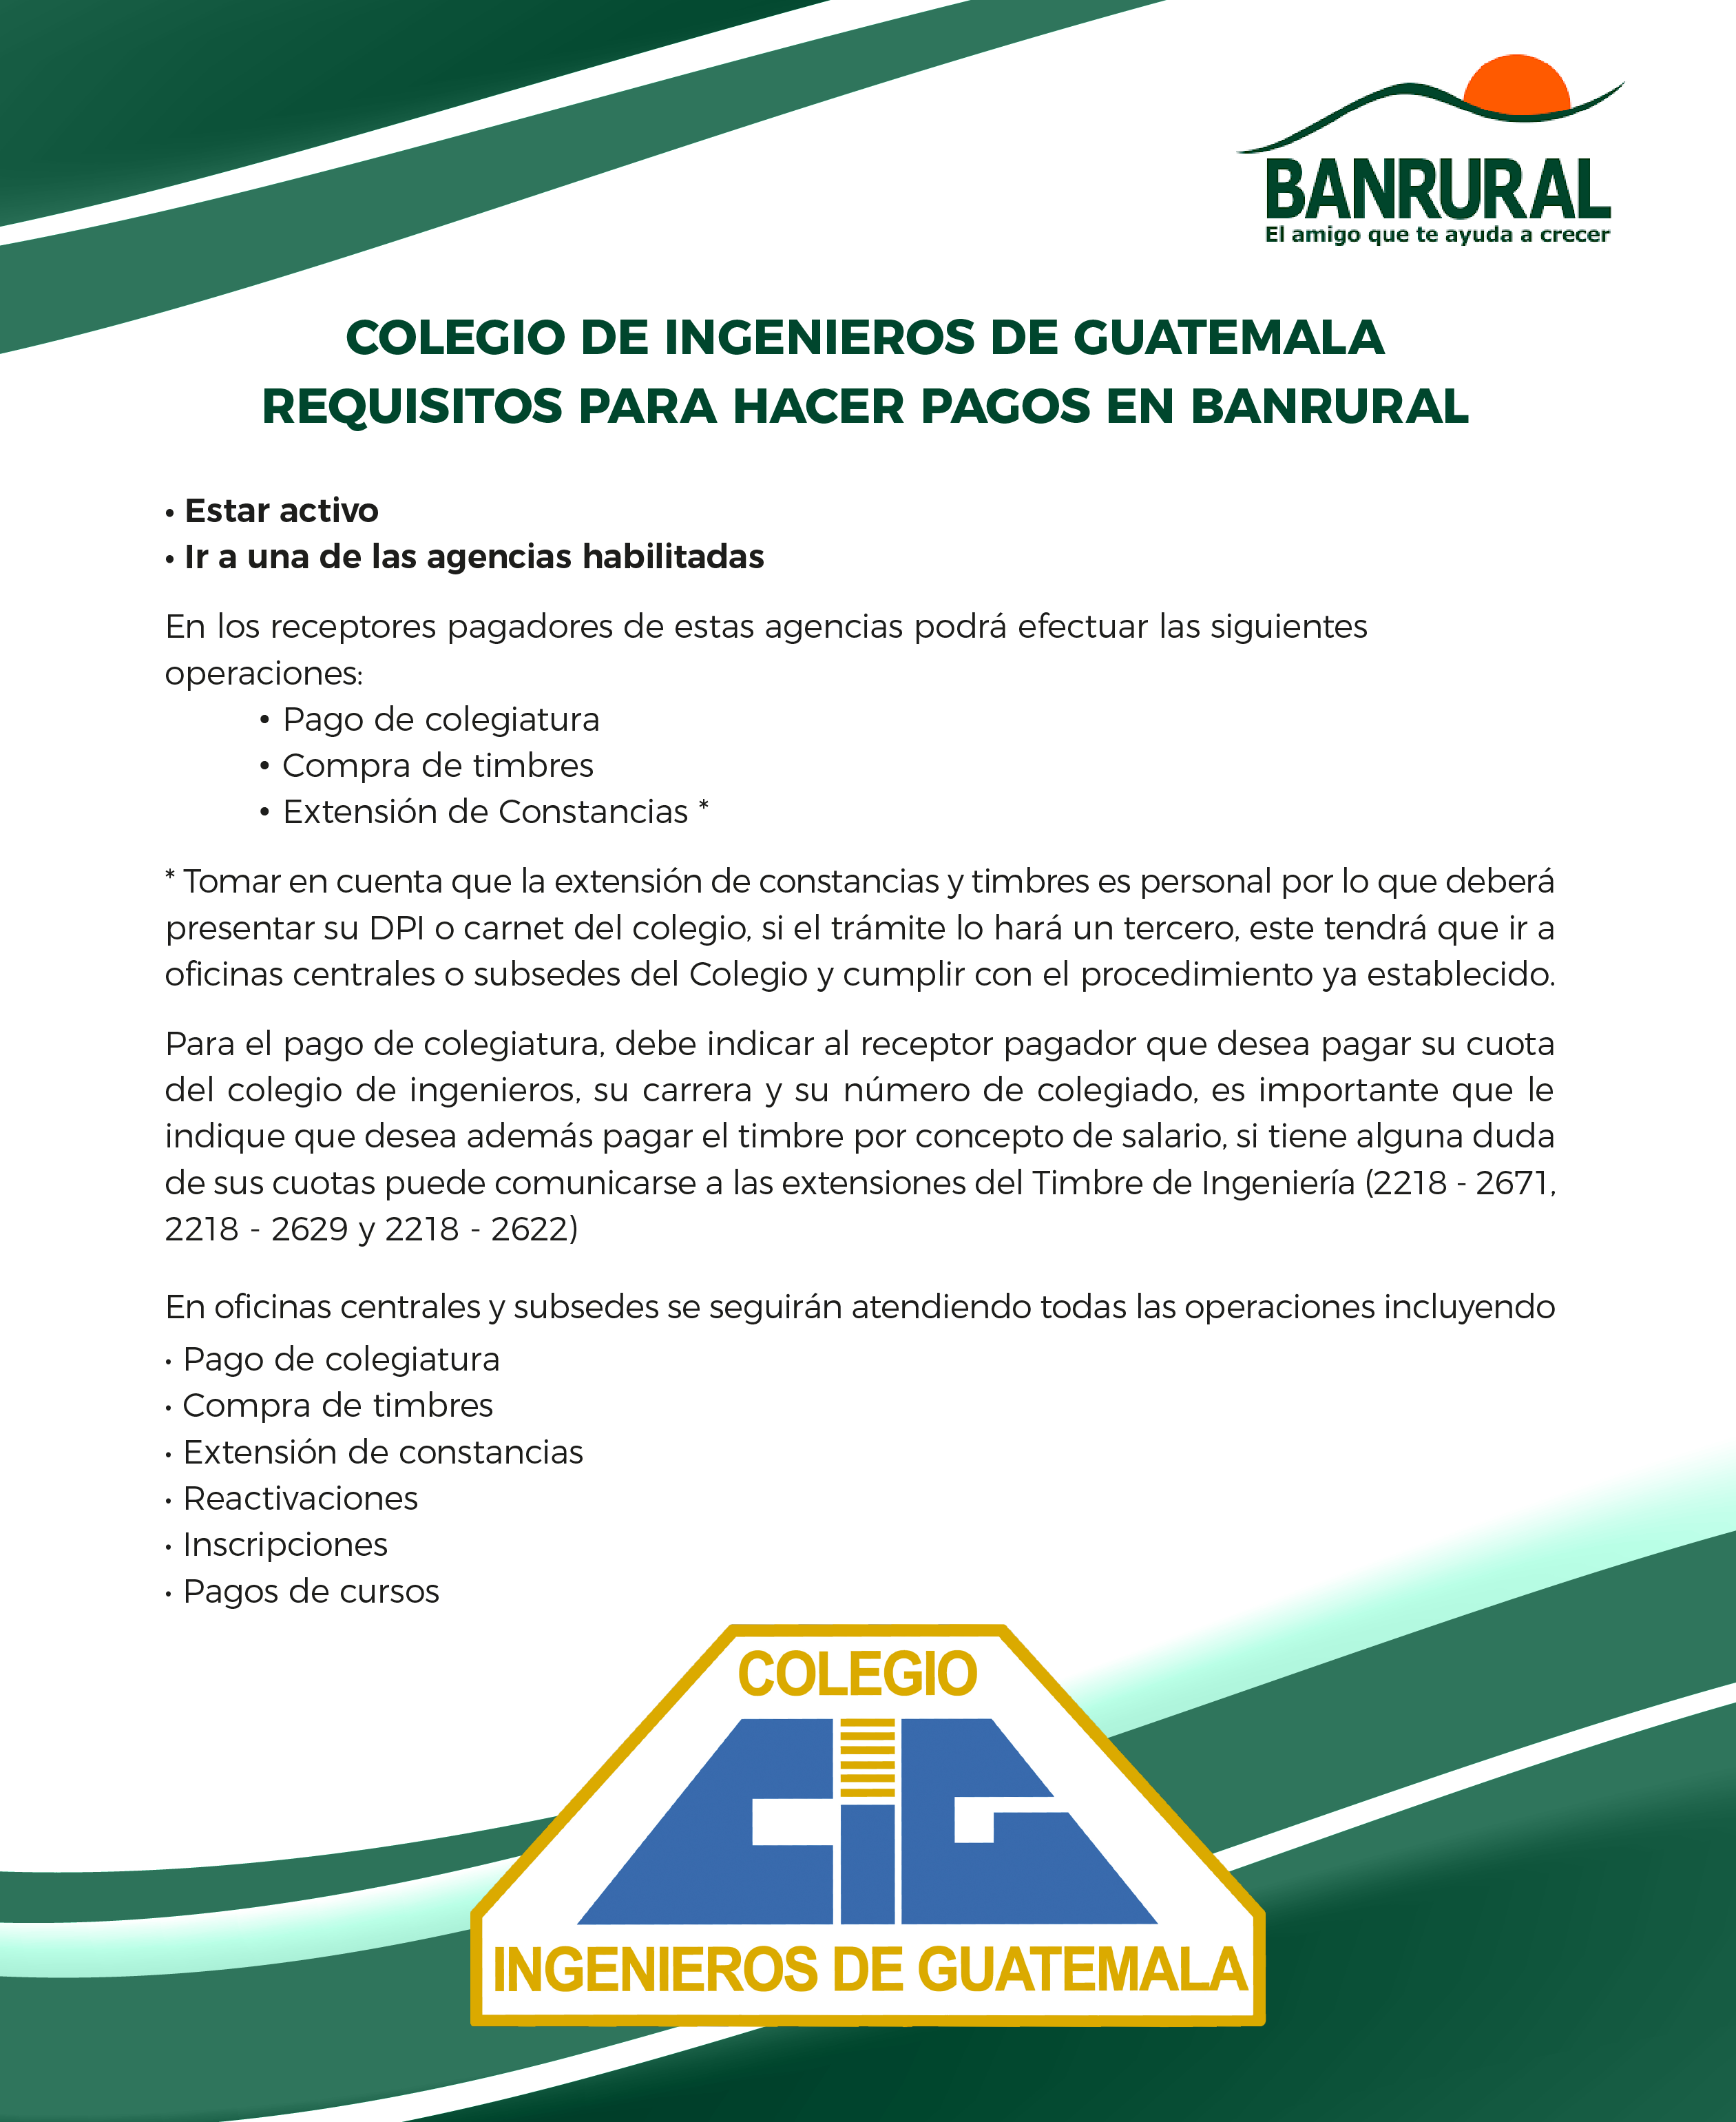 BANRURAL
El amigo que te ayuda a crecer
COLEGIO DE INGENIEROS DE GUATEMALA
REQUISITOS PARA HACER PAGOS EN BANRURAL
• Estar activo
• Ir a una de las agencias habilitadas
En los receptores pagadores de estas agencias podrá efectuar las siguientes
operaciones:
• Pago de colegiatura
• Compra de timbres
• Extensión de Constancias *
* Tomar en cuenta que la extensión de constancias y timbres es personal por lo que deberá
presentar su DPI o carnet del colegio, si el trámite lo hará un tercero, este tendrá que ir a
oficinas centrales o subsedes del Colegio y cumplir con el procedimiento ya establecido.
Para el pago de colegiatura, debe indicar al receptor pagador que desea pagar su cuota
del colegio de ingenieros, su carrera y su número de colegiado, es importante que le
indique que desea además pagar el timbre por concepto de salario, si tiene alguna duda
de sus cuotas puede comunicarse a las extensiones del Timbre de Ingeniería (2218 - 2671,
2218 - 2629 y 2218 - 2622)
En oficinas centrales y subsedes se seguirán atendiendo todas las operaciones incluyendo
• Pago de colegiatura
• Compra de timbres
• Extensión de constancias
• Reactivaciones
• Inscripciones
• Pagos de cursos
COLEGIO
CIG
INGENIEROS DE GUATEMALA